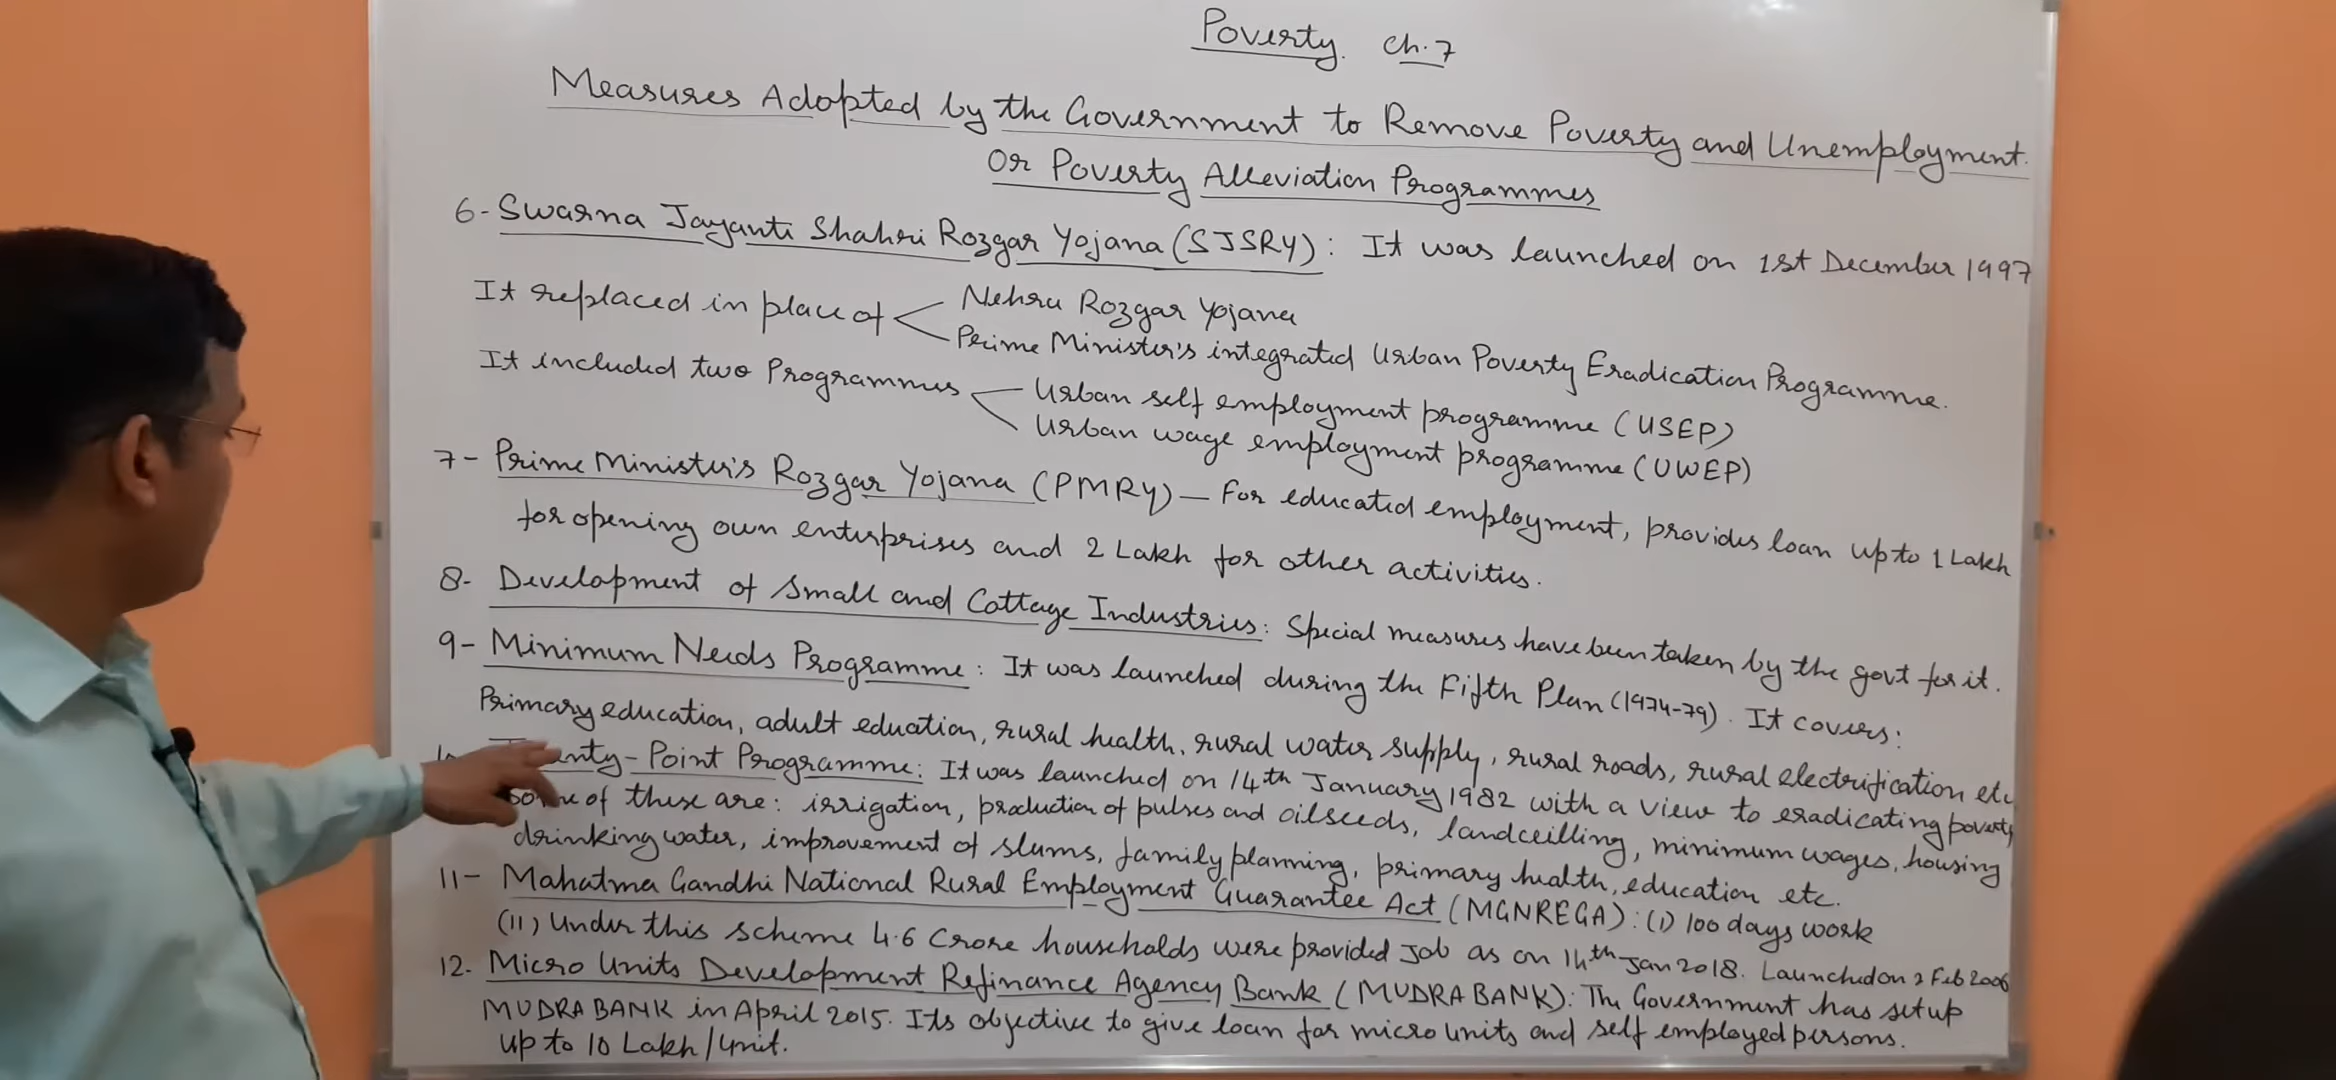 Poverty. Ch.7
Measures Adopted by the Government to Remove Poverty and Unemployment.
Or Poverty Alleviation Programmes
6- Swarna Jayanti Shahri Rozgar Yojana (SJSRY): It was launched on 1st December 1997
It replaced in place of < Nehru Rozgar Yojana
Prime Minister's integrated Urban Poverty Eradication Programme.
It included two Programmes < Urban self employment programme (USEP)
Urban wage employment programme (UWEP)
7- Prime Minister's Rozgar Yojana (PMRY) - For educated employment, provides loan up to 1 Lakh
for opening own enterprises and 2 Lakh for other activities.
8- Development of Small and Cottage Industries: Special measures have been taken by the govt for it.
9- Minimum Needs Programme: It was launched during the Fifth Plan (1974-79). It covers:
Primary education, adult eduation, rural health, rural water supply, rural roads, rural electrification etc
Point Programme: It was launched on 14th January 1982 with a view to eradicating poverty
of these are: irrigation, production of pulses and oilseeds, landceilling, minimum wages, housing
drinking water, improvement of slums, family planning, primary health, education etc.
11- Mahatma Gandhi National Rural Employment Guarantee Act (MGNREGA): (1) 100 days work
(11) Under this scheme 4.6 Crore households were provided Job as on 14th Jan 2018. Launched on 2 Feb 2006
12. Micro Units Development Refinance Agency Bank (MUDRA BANK): The Government has setup
MUDRA BANK in April 2015. Its objective to give loan for micro units and self employed persons.
up to 10 Lakh/unit.